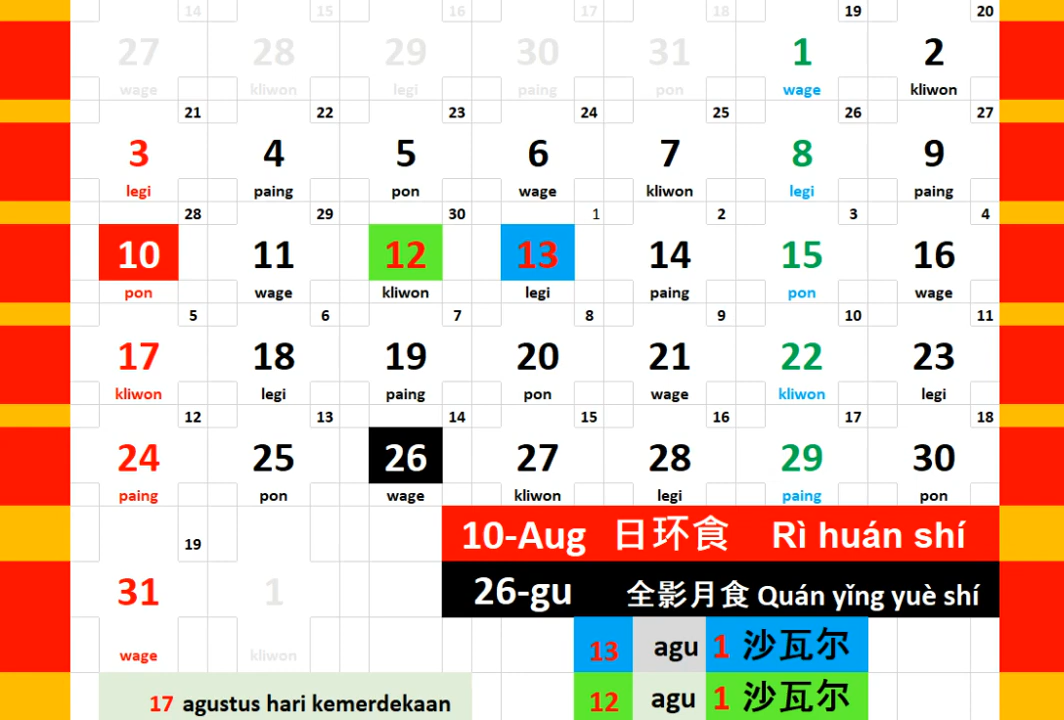 14 15 16 17 18 19 20
27 28 29 30 31 1 2
wage kliwon legi paing pon wage kliwon
21 22 23 24 25 26 27
3 4 5 6 7 8 9
legi paing pon wage kliwon legi paing
28 29 30 1 2 3 4
10 11 12 13 14 15 16
pon wage kliwon legi paing pon wage
5 6 7 8 9 10 11
17 18 19 20 21 22 23
kliwon legi paing pon wage kliwon legi
12 13 14 15 16 17 18
24 25 26 27 28 29 30
paing pon wage kliwon legi paing pon
19
31 1
wage kliwon
10-Aug 日环食 Rì huán shí
26-gu 全影月食 Quán yǐng yuè shí
13 agu 1 沙瓦尔
12 agu 1 沙瓦尔
17 agustus hari kemerdekaan